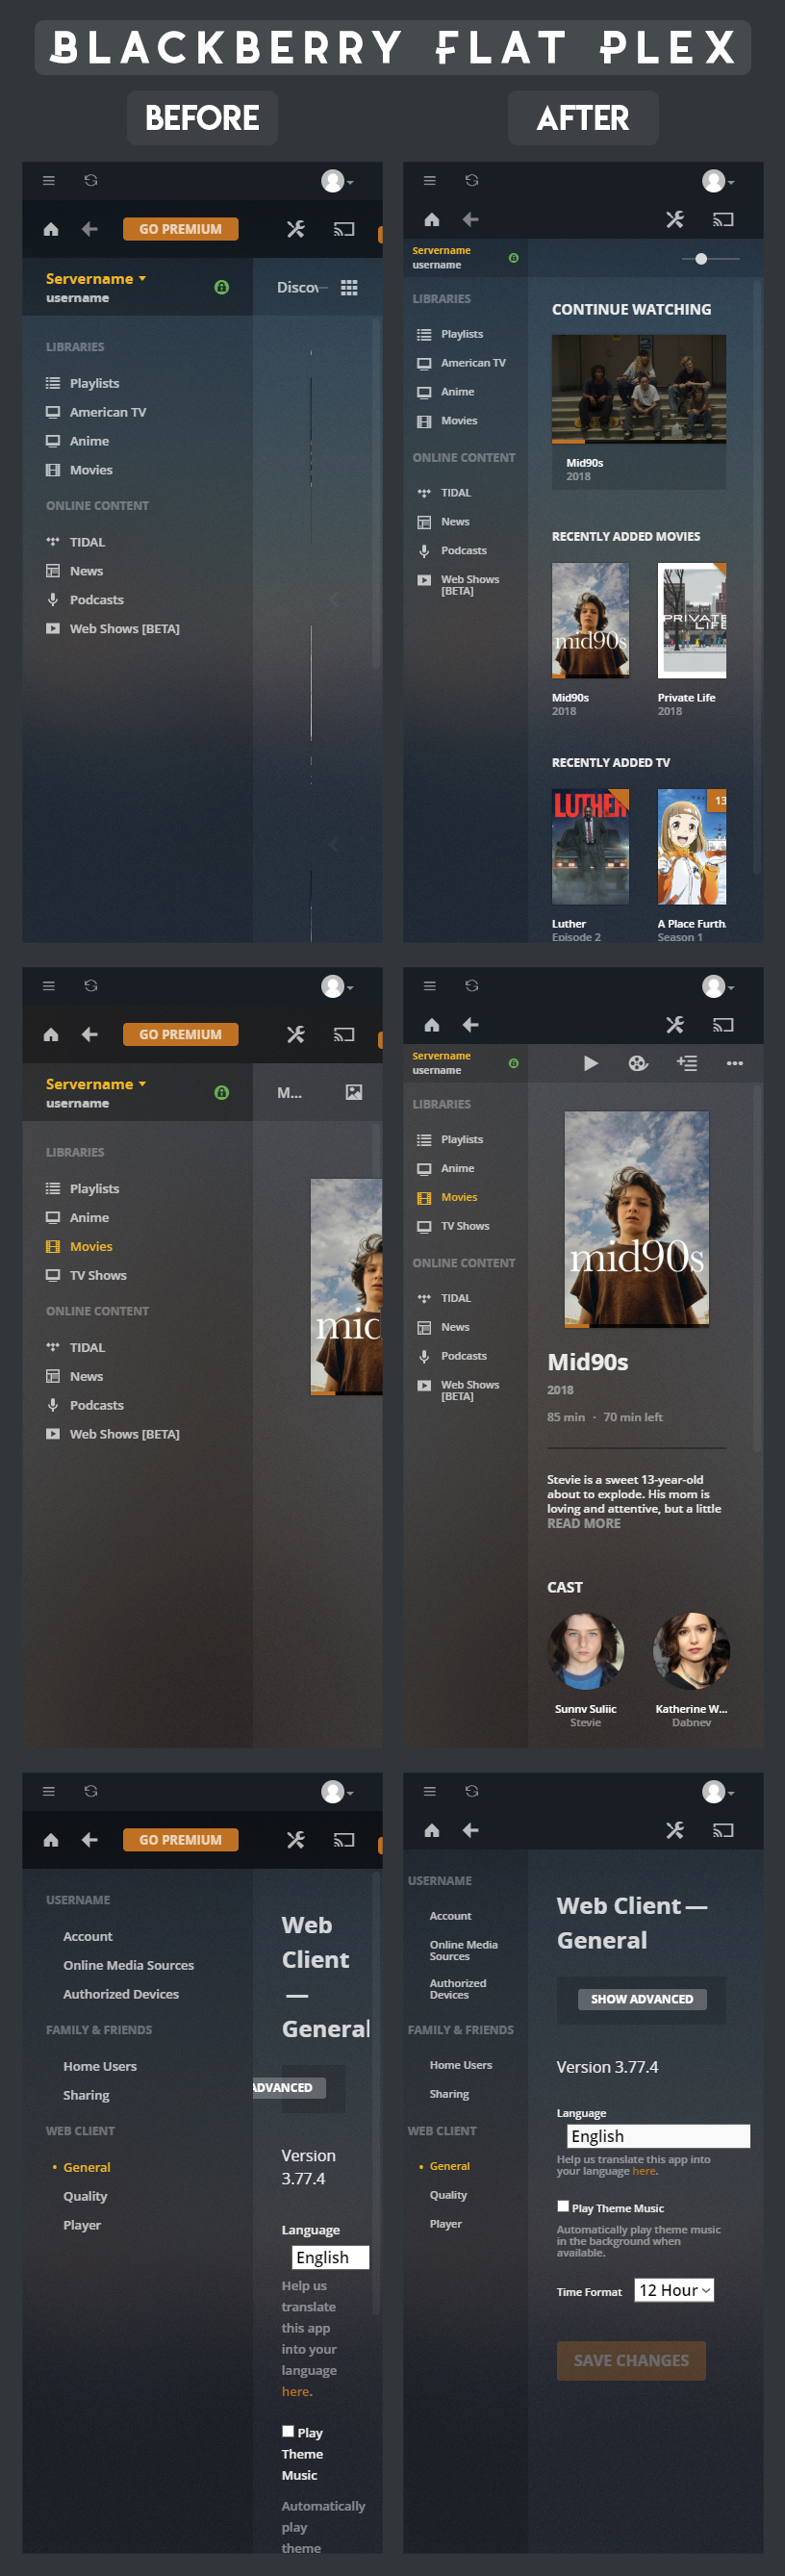 BLACKBERRY FLAT PLEX
BEFORE
AFTER
GO PREMIUM
Servername
username
Discov
LIBRARIES
Playlists
American TV
Anime
Movies
ONLINE CONTENT
TIDAL
News
Podcasts
Web Shows [BETA]
Servername
username
LIBRARIES
Playlists
American TV
Anime
Movies
ONLINE CONTENT
TIDAL
News
Podcasts
Web Shows
[BETA]
CONTINUE WATCHING
Mid90s
2018
RECENTLY ADDED MOVIES
mid90s
PRIVATE
LIFE
Mid90s
2018
Private Life
2018
RECENTLY ADDED TV
LUTHER
13
Luther
Episode 2
A Place Furth
Season 1
GO PREMIUM
Servername
username
M...
LIBRARIES
Playlists
Anime
Movies
TV Shows
ONLINE CONTENT
TIDAL
News
Podcasts
Web Shows [BETA]
mid
Servername
username
LIBRARIES
Playlists
Anime
Movies
TV Shows
ONLINE CONTENT
TIDAL
News
Podcasts
Web Shows
[BETA]
mid90s
Mid90s
2018
85 min · 70 min left
Stevie is a sweet 13-year-old
about to explode. His mom is
loving and attentive, but a little
READ MORE
CAST
Sunny Suljic
Stevie
Katherine W...
Dabney
GO PREMIUM
USERNAME
Account
Online Media Sources
Authorized Devices
FAMILY & FRIENDS
Home Users
Sharing
WEB CLIENT
• General
Quality
Player
Web
Client
—
General
ADVANCED
Version
3.77.4
Language
English
Help us
translate
this app
into your
language
here.
Play
Theme
Music
Automatically
play
theme
USERNAME
Account
Online Media
Sources
Authorized
Devices
FAMILY & FRIENDS
Home Users
Sharing
WEB CLIENT
• General
Quality
Player
Web Client —
General
SHOW ADVANCED
Version 3.77.4
Language
English
Help us translate this app into
your language here.
Play Theme Music
Automatically play theme music
in the background when
available.
Time Format 12 Hour
SAVE CHANGES